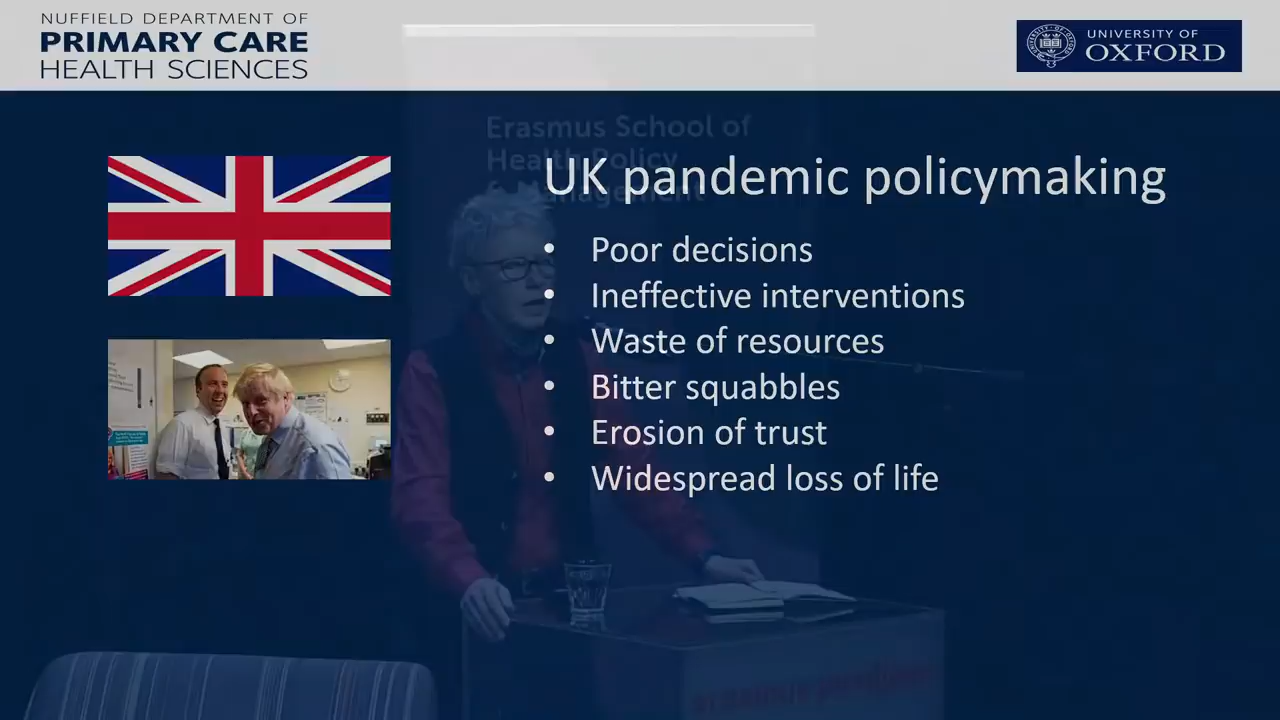 NUFFIELD DEPARTMENT OF
PRIMARY CARE
HEALTH SCIENCES
UNIVERSITY OF
OXFORD
Erasmus School of
Health Policy
& Management
UK pandemic policymaking
• Poor decisions
• Ineffective interventions
• Waste of resources
• Bitter squabbles
• Erosion of trust
• Widespread loss of life